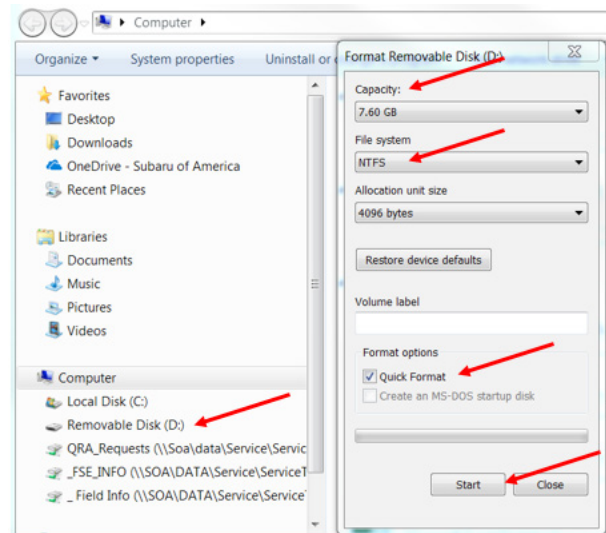 Computer
Organize
System properties
Uninstall or
Favorites
Desktop
Downloads
OneDrive - Subaru of America
Recent Places
Libraries
Documents
Music
Pictures
Videos
Computer
Local Disk (C:)
Removable Disk (D:)
QRA_Requests (\\Soa\data\Service\Servic
_FSE_INFO (\\SOA\DATA\Service\ServiceT
_ Field Info (\\SOA\DATA\Service\Service
Format Removable Disk (D:)
Capacity:
7.60 GB
File system
NTFS
Allocation unit size
4096 bytes
Restore device defaults
Volume label
Format options
Quick Format
Create an MS-DOS startup disk
Start
Close